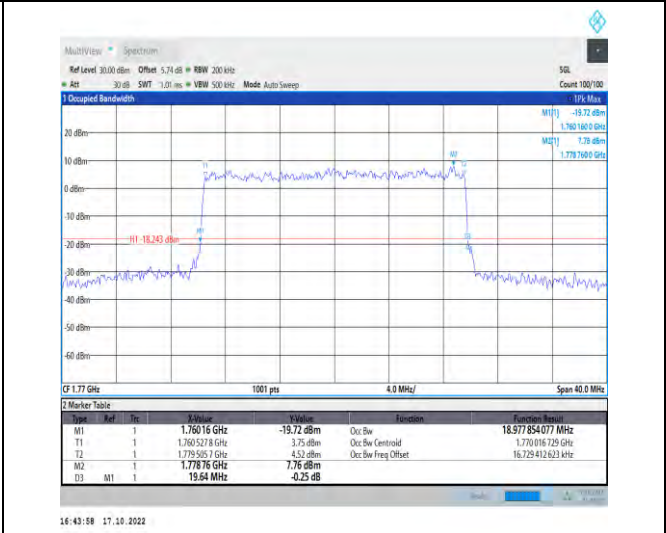 MultiView Spectrum
Ref Level 30.00 dBm Offset 5.74 dB RBW 200 kHz SGL
Att 30 dB SWT 1.01 ms VBW 500 kHz Mode Auto Sweep Count 100/100
1 Occupied Bandwidth 1Pk Max
M1[1] -19.72 dBm
1.760 160 0 GHz
20 dBm
M2[1] 7.76 dBm
1.778 760 0 GHz
M2
10 dBm
T1
T2
0 dBm
-10 dBm
M1
D3
H1 -18.243 dBm
-20 dBm
-30 dBm
-40 dBm
-50 dBm
-60 dBm
CF 1.77 GHz 1001 pts 4.0 MHz/ Span 40.0 MHz
2 Marker Table
Type Ref Trc X-Value Y-Value Function Function Result
M1 1 1.76016 GHz -19.72 dBm Occ Bw 18.977 854 077 MHz
T1 1 1.760 527 8 GHz 3.75 dBm Occ Bw Centroid 1.770 016 729 GHz
T2 1 1.779 505 7 GHz 4.52 dBm Occ Bw Freq Offset 16.729 412 623 kHz
M2 1 1.77876 GHz 7.76 dBm
D3 M1 1 19.64 MHz -0.25 dB
16:43:58 17.10.2022